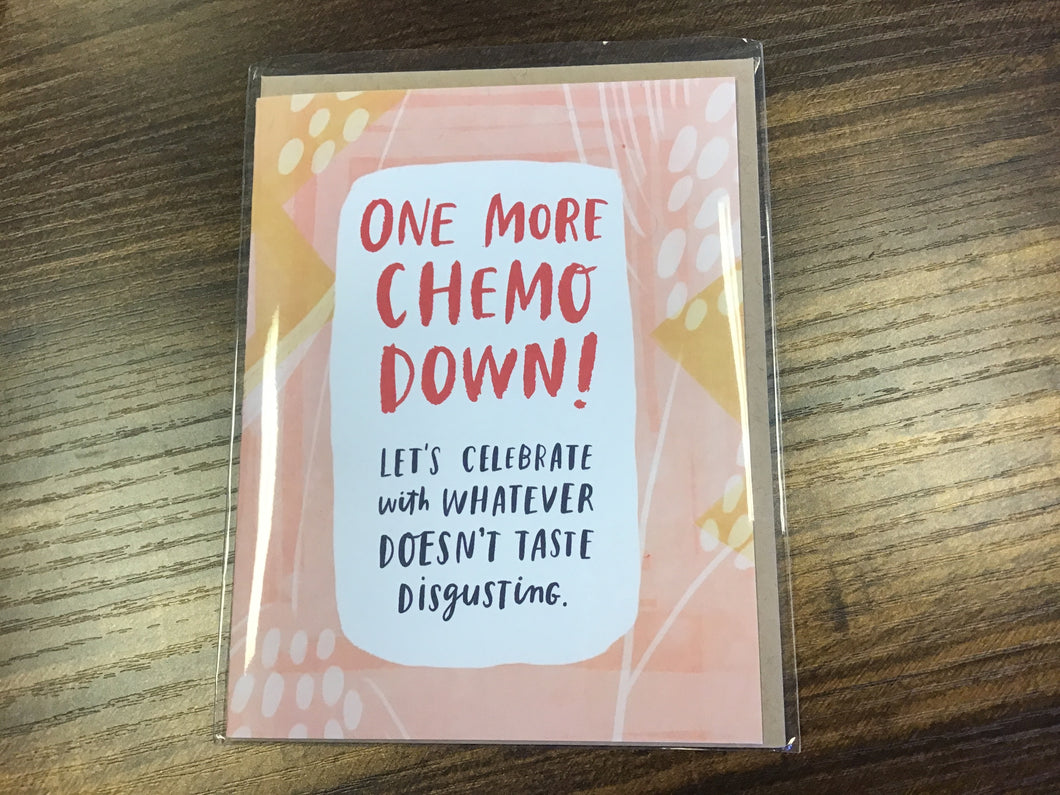 ONE MORE
CHEMO
DOWN!
LET'S CELEBRATE
with WHATEVER
DOESN'T TASTE
DisgusTiNG.